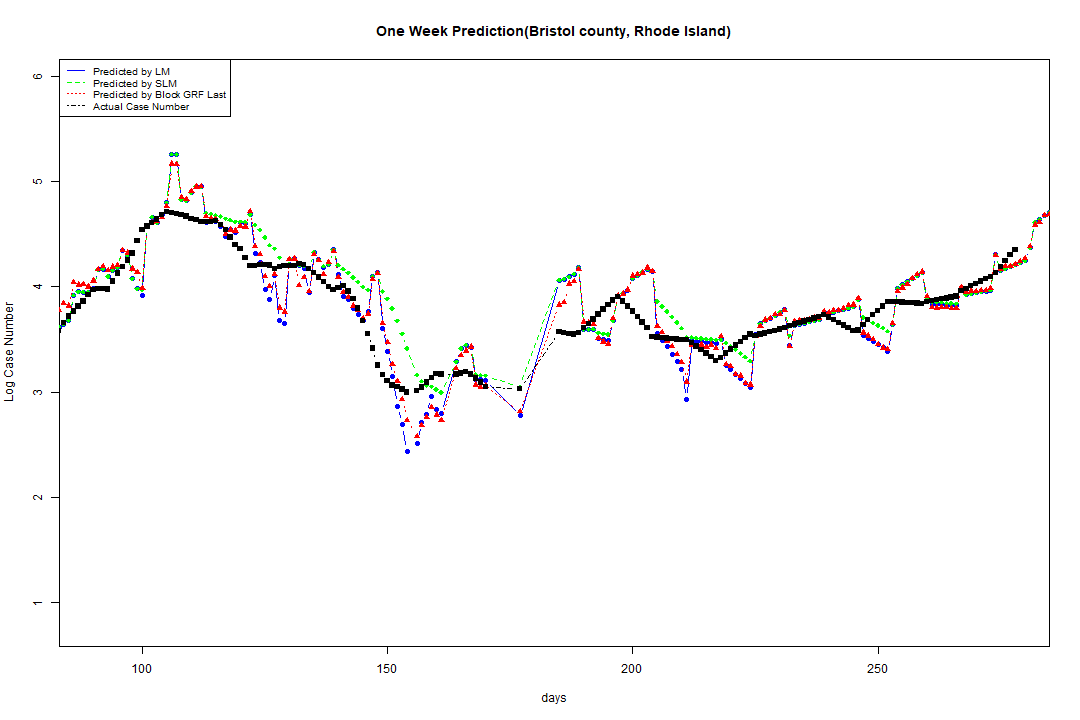 One Week Prediction(Bristol county, Rhode Island)
Predicted by LM
Predicted by SLM
Predicted by Block GRF Last
Actual Case Number
6
5
4
3
2
1
Log Case Number
100 150 200 250
days